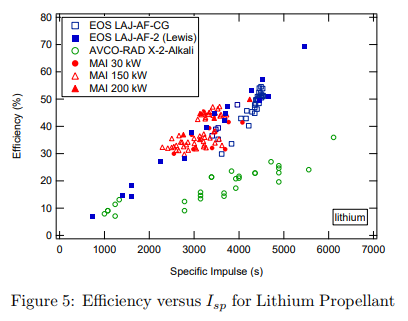 80
70
60
50
40
30
20
10
0
Efficiency (%)
EOS LAJ-AF-CG
EOS LAJ-AF-2 (Lewis)
AVCO-RAD X-2-Alkali
MAI 30 kW
MAI 150 kW
MAI 200 kW
lithium
0 1000 2000 3000 4000 5000 6000 7000
Specific Impulse (s)
Figure 5: Efficiency versus Isp for Lithium Propellant